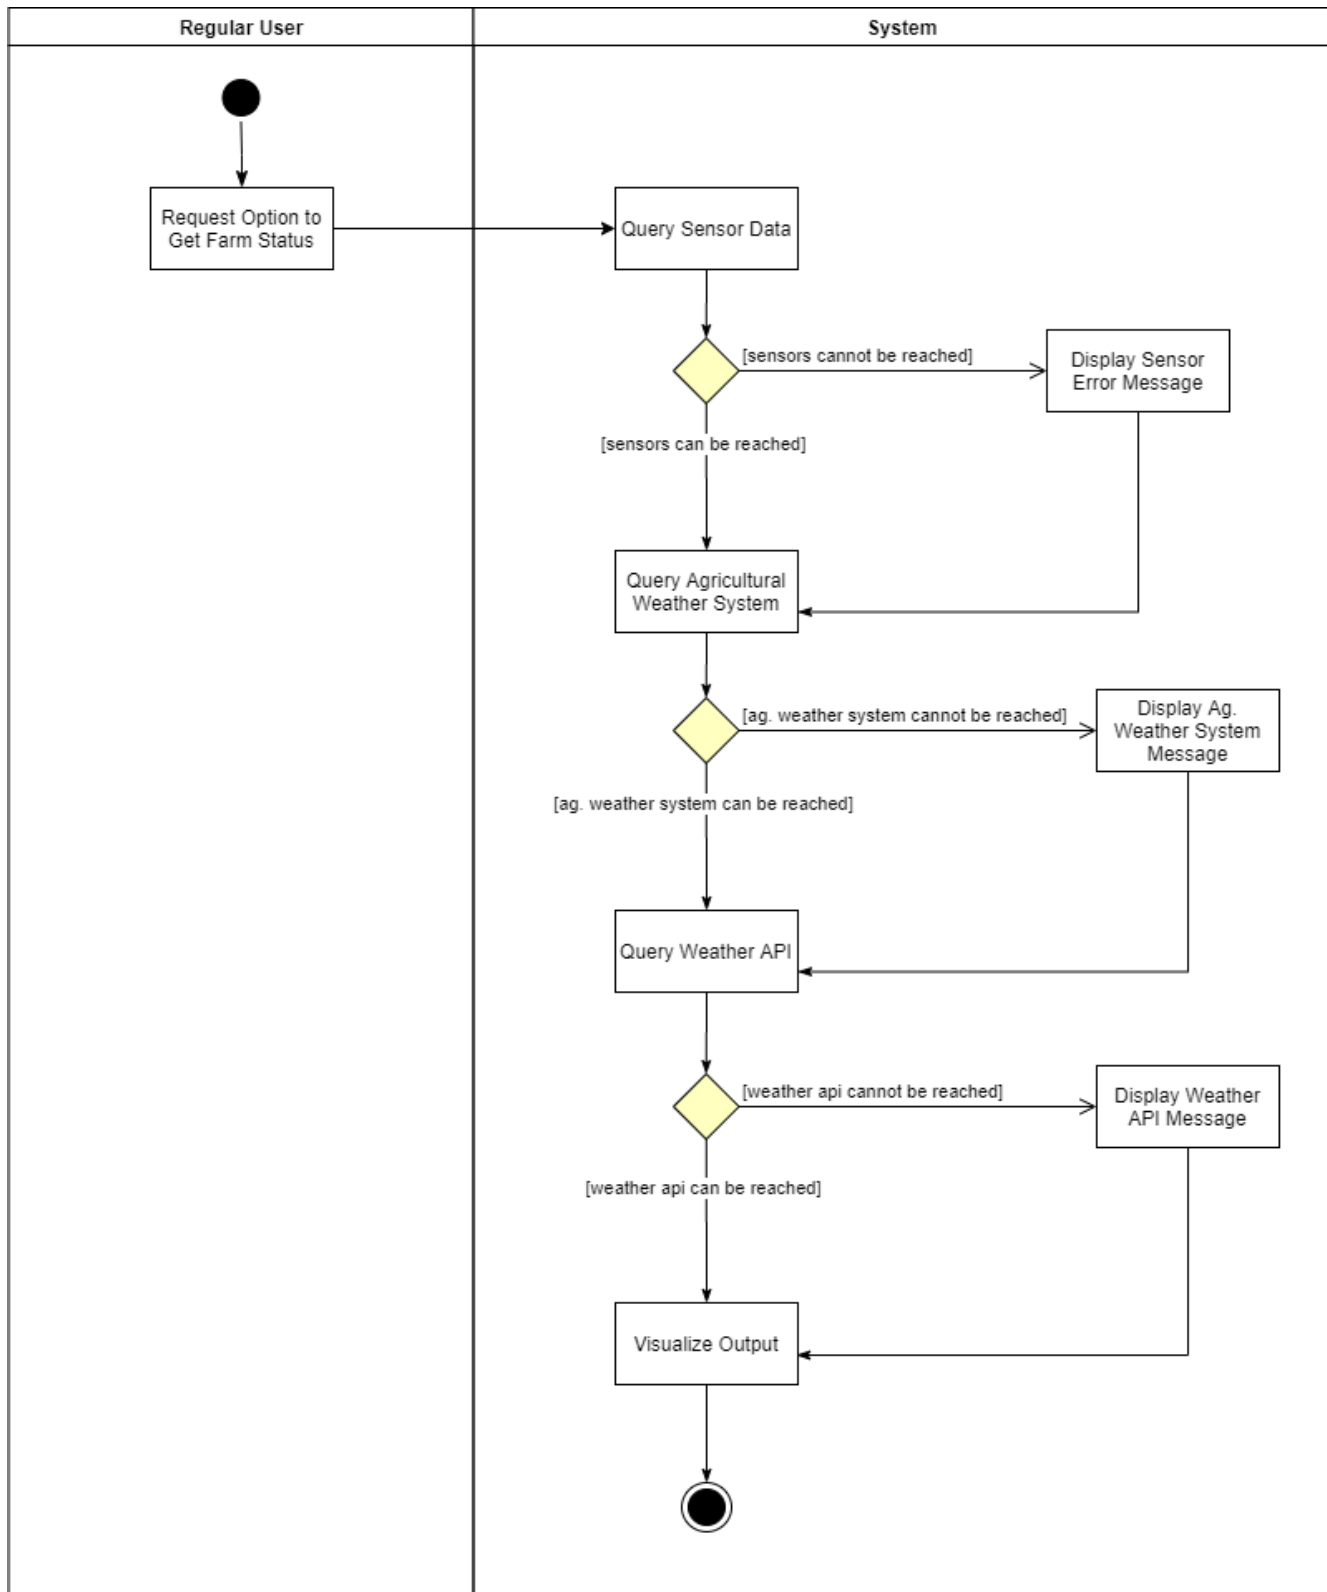 Regular User
System
Request Option to
Get Farm Status
Query Sensor Data
[sensors cannot be reached]
Display Sensor
Error Message
[sensors can be reached]
Query Agricultural
Weather System
[ag. weather system cannot be reached]
Display Ag.
Weather System
Message
[ag. weather system can be reached]
Query Weather API
[weather api cannot be reached]
Display Weather
API Message
[weather api can be reached]
Visualize Output